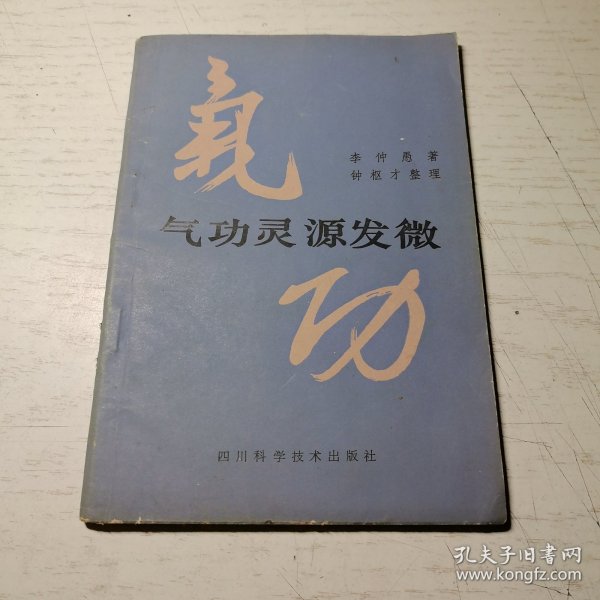 氣
李仲愚著
钟枢才整理
气功灵源发微
功
四川科学技术出版社
孔夫子旧书网
www.kongfz.com